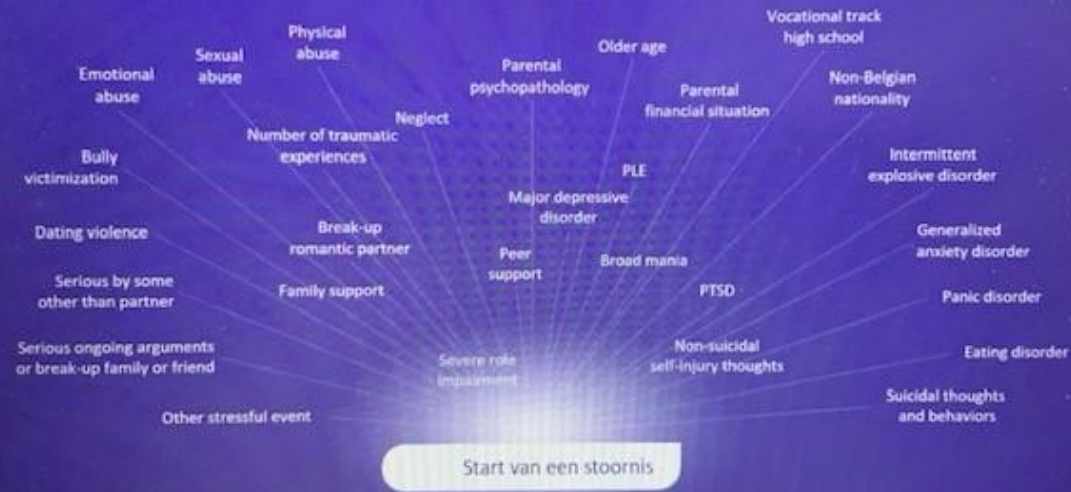 Vocational track
high school
Physical
abuse
Older age
Sexual
abuse
Parental
psychopathology
Emotional
abuse
Parental
financial situation
Non-Belgian
nationality
Neglect
Number of traumatic
experiences
Bully
victimization
Intermittent
explosive disorder
PLE
Major depressive
disorder
Dating violence
Break-up
romantic partner
Generalized
anxiety disorder
Peer
support
Broad mania
Serious by some
other than partner
Family support
PTSD
Panic disorder
Serious ongoing arguments
or break-up family or friend
Severe role
impairment
Non-suicidal
self-injury thoughts
Eating disorder
Suicidal thoughts
and behaviors
Other stressful event
Start van een stoornis